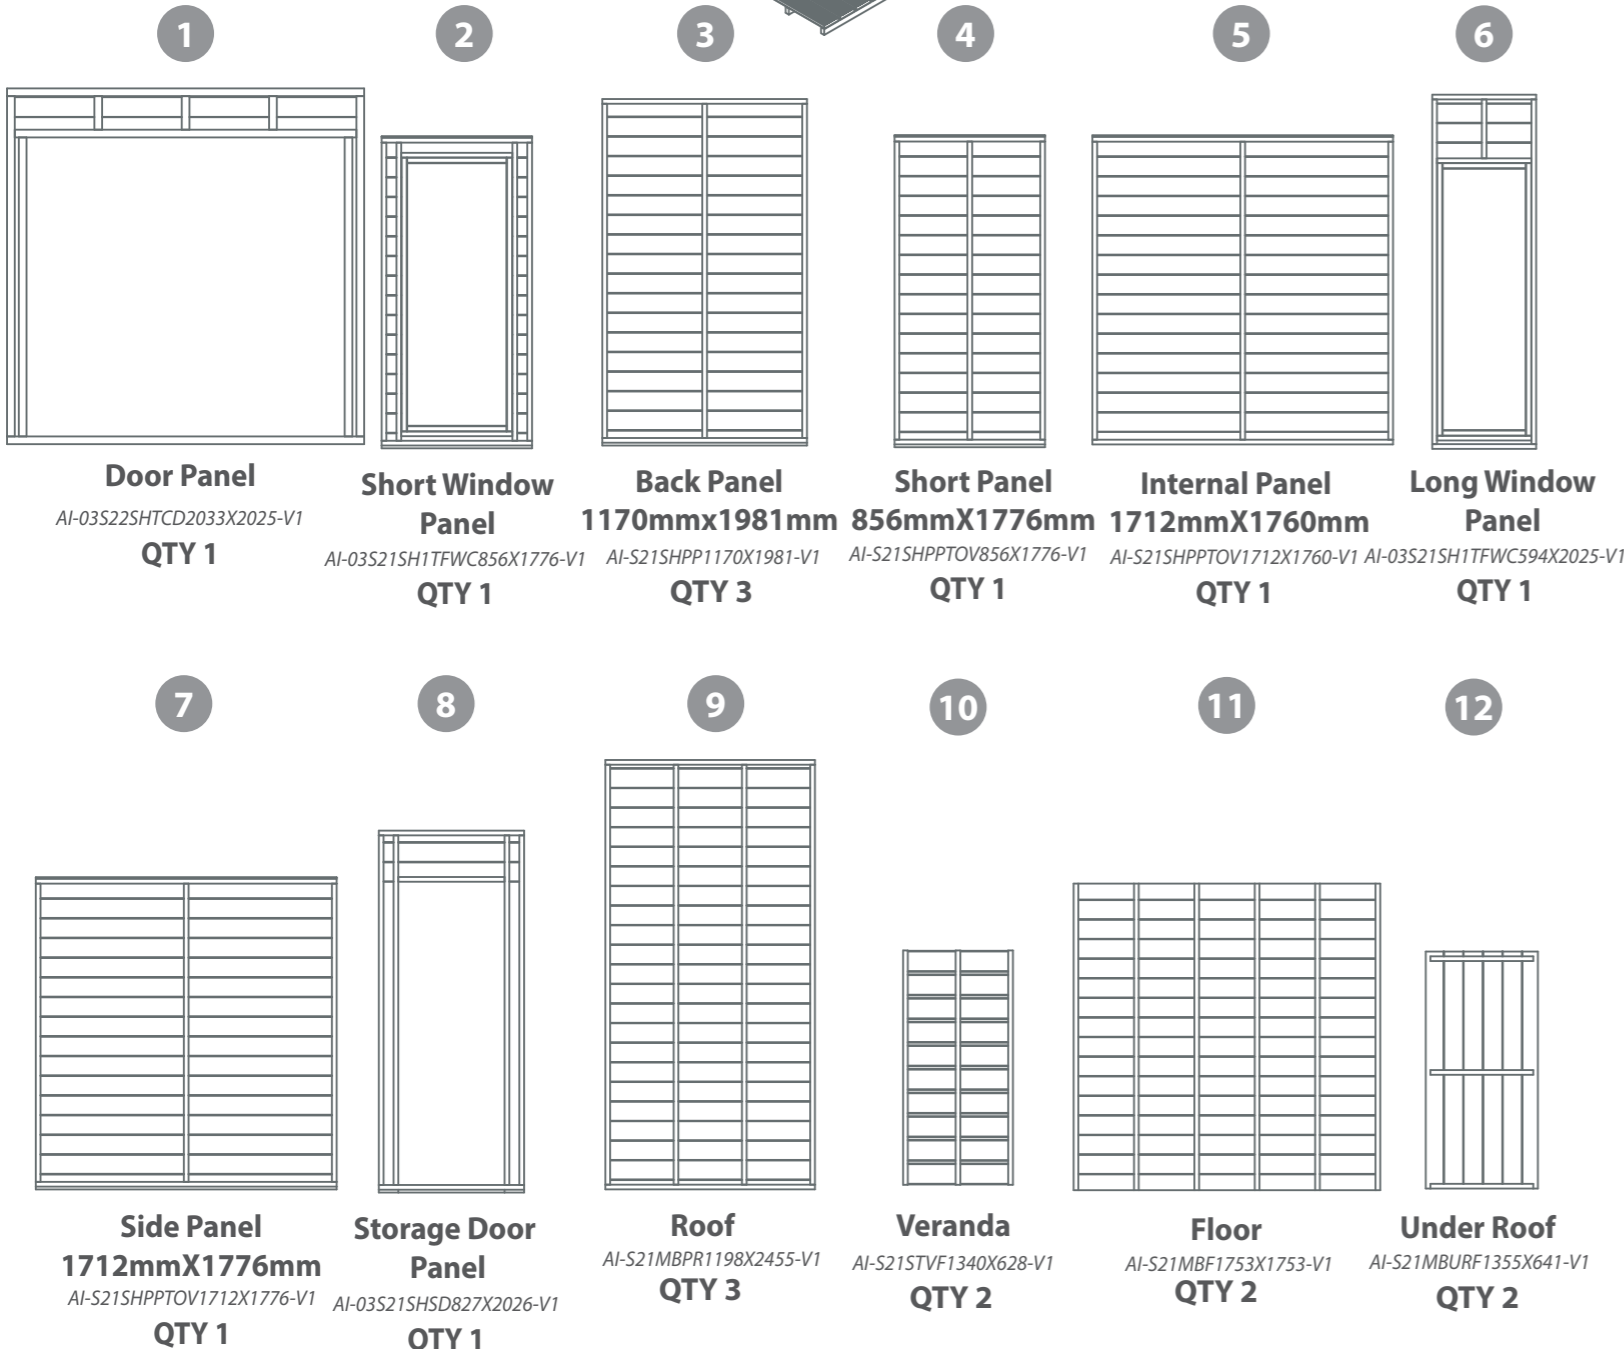 1
2
3
4
5
6
Door Panel
AI-03S22SHTCD2033X2025-V1
QTY 1
Short Window
Panel
AI-03S21SH1TFWC856X1776-V1
QTY 1
Back Panel
1170mmx1981mm
AI-S21SHPP1170X1981-V1
QTY 3
Short Panel
856mmX1776mm
AI-S21SHPPTOV856X1776-V1
QTY 1
Internal Panel
1712mmX1760mm
AI-S21SHPPTOV1712X1760-V1
QTY 1
Long Window
Panel
AI-03S21SH1TFWC594X2025-V1
QTY 1
7
8
9
10
11
12
Side Panel
1712mmX1776mm
AI-S21SHPPTOV1712X1776-V1
QTY 1
Storage Door
Panel
AI-03S21SHSD827X2026-V1
QTY 1
Roof
AI-S21MBPR1198X2455-V1
QTY 3
Veranda
AI-S21STVF1340X628-V1
QTY 2
Floor
AI-S21MBF1753X1753-V1
QTY 2
Under Roof
AI-S21MBURF1355X641-V1
QTY 2